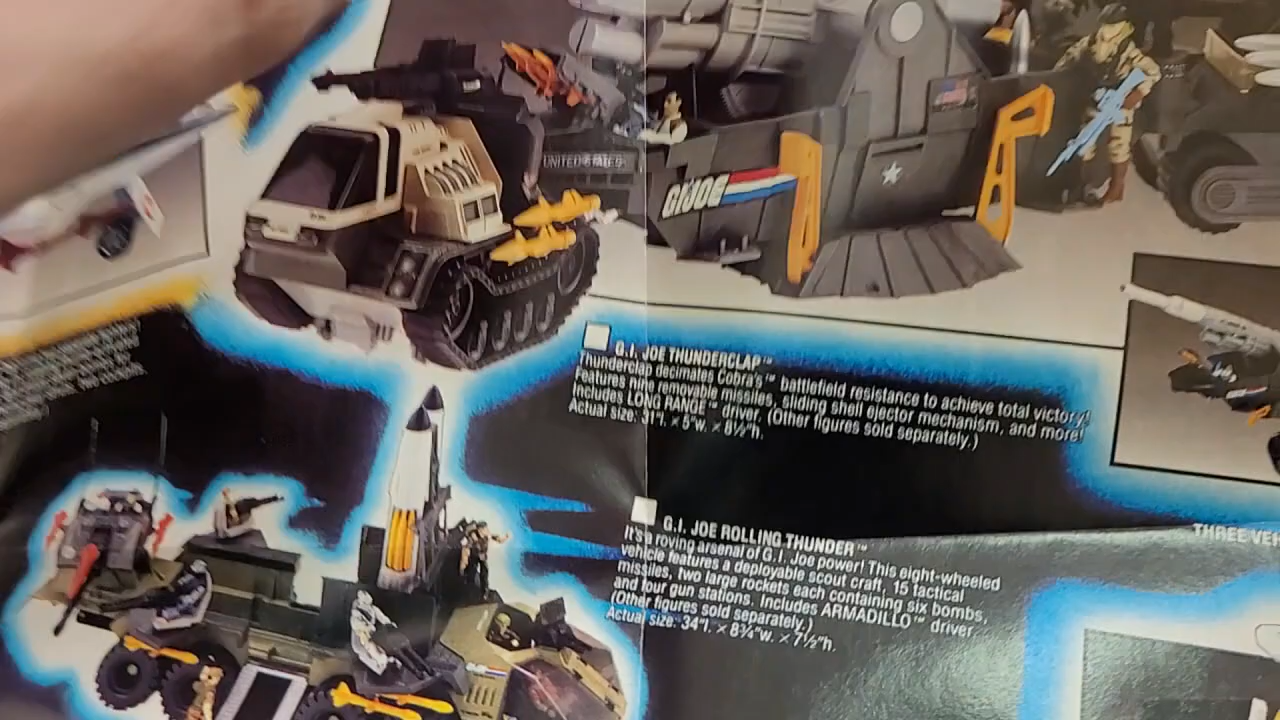 UNITED STATES
G.I. JOE
G.I. JOE THUNDERCLAP™
Thunderclap decimates Cobra's™ battlefield resistance to achieve total victory!
Features nine removable missiles, sliding shell ejector mechanism, and more!
Includes LONG RANGE™ driver. (Other figures sold separately.)
Actual size: 31"l. × 5"w. × 8½"h.
G.I. JOE ROLLING THUNDER™
It's a roving arsenal of G.I. Joe power! This eight-wheeled
vehicle features a deployable scout craft, 15 tactical
missiles, two large rockets each containing six bombs,
and four gun stations. Includes ARMADILLO™ driver
(Other figures sold separately.)
Actual size: 34"l. × 8¾"w. × 7½"h.
THREE